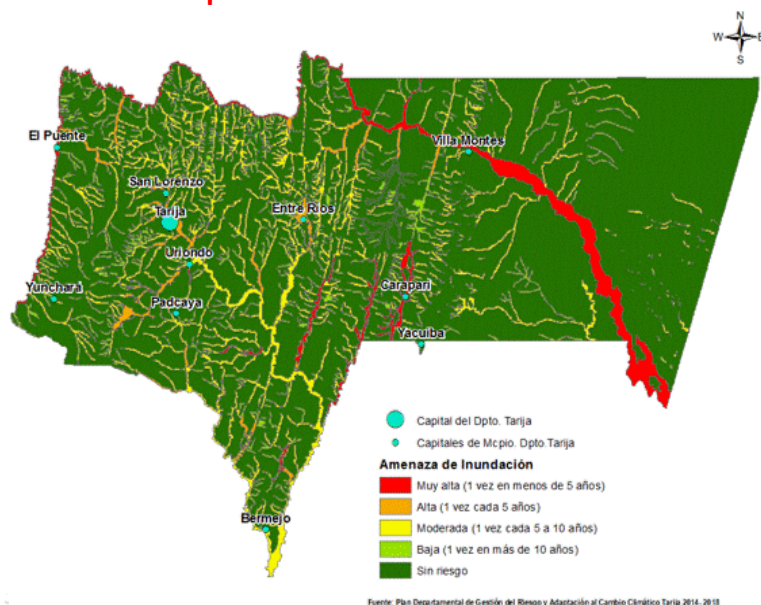 N
W E
S
El Puente
Villa Montes
San Lorenzo
Tarija
Entre Rios
Uriondo
Yunchará
Carapari
Padcaya
Yacuiba
Capital del Dpto. Tarija
Capitales de Mcpio. Dpto.Tarija
Amenaza de Inundación
Muy alta (1 vez en menos de 5 años)
Alta (1 vez cada 5 años)
Moderada (1 vez cada 5 a 10 años)
Bermejo
Baja (1 vez en más de 10 años)
Sin riesgo
Fuente: Plan Departamental de Gestión del Riesgo y Adaptación al Cambio Climático Tarija 2014- 2018